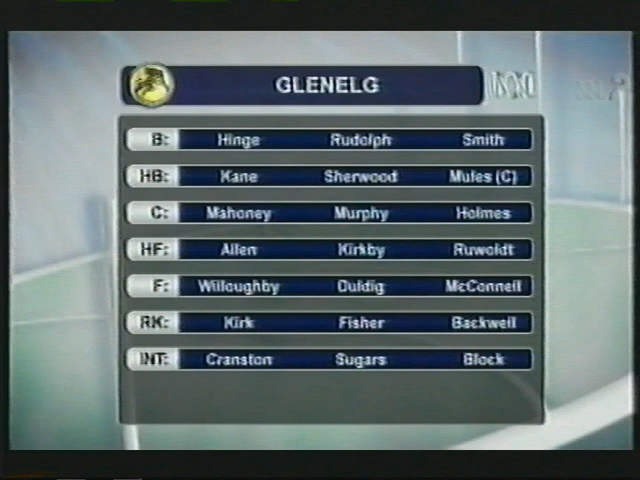 GLENELG
B: Hinge Rudolph Smith
HB: Kane Sherwood Mules (C)
C: Mahoney Murphy Holmes
HF: Allen Kirkby Ruwoldt
F: Willoughby Duldig McConnell
RK: Kirk Fisher Backwell
INT: Cranston Sugars Block